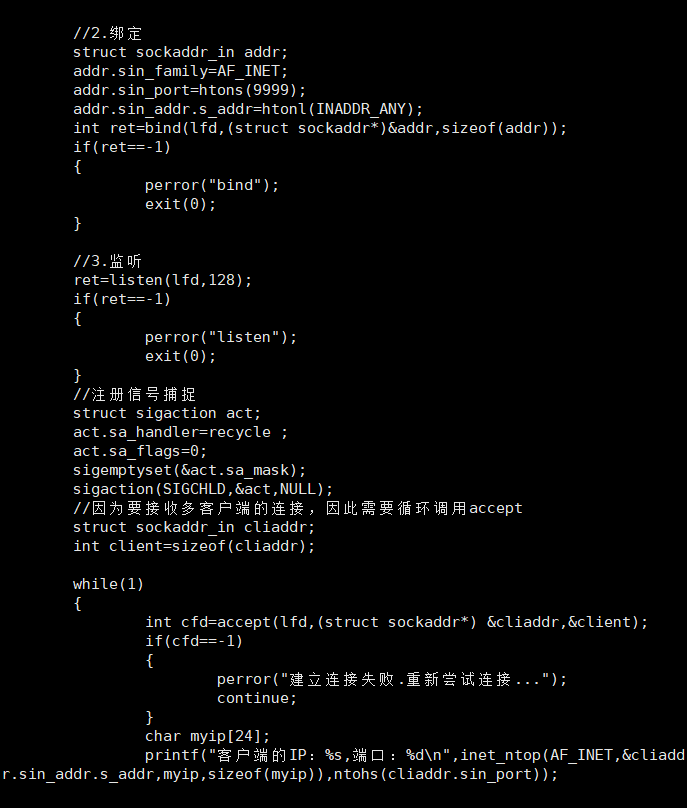 //2.绑定
struct sockaddr_in addr;
addr.sin_family=AF_INET;
addr.sin_port=htons(9999);
addr.sin_addr.s_addr=htonl(INADDR_ANY);
int ret=bind(lfd,(struct sockaddr*)&addr,sizeof(addr));
if(ret==-1)
{
perror("bind");
exit(0);
}
//3.监听
ret=listen(lfd,128);
if(ret==-1)
{
perror("listen");
exit(0);
}
//注册信号捕捉
struct sigaction act;
act.sa_handler=recycle ;
act.sa_flags=0;
sigemptyset(&act.sa_mask);
sigaction(SIGCHLD,&act,NULL);
//因为要接收多客户端的连接，因此需要循环调用accept
struct sockaddr_in cliaddr;
int client=sizeof(cliaddr);
while(1)
{
int cfd=accept(lfd,(struct sockaddr*) &cliaddr,&client);
if(cfd==-1)
{
perror("建立连接失败.重新尝试连接...");
continue;
}
char myip[24];
printf("客户端的IP：%s,端口：%d\n",inet_ntop(AF_INET,&cliadd
r.sin_addr.s_addr,myip,sizeof(myip)),ntohs(cliaddr.sin_port));